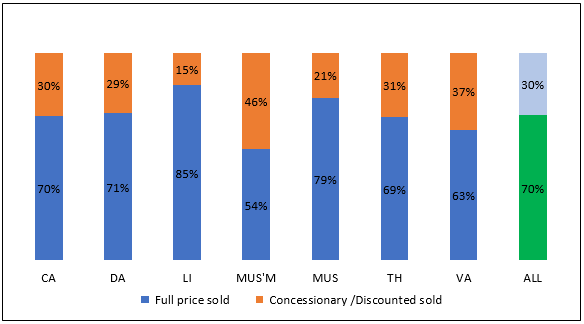 30% 29% 15% 46% 21% 31% 37% 30%
70% 71% 85% 54% 79% 69% 63% 70%
CA DA LI MUS'M MUS TH VA ALL
Full price sold Concessionary /Discounted sold